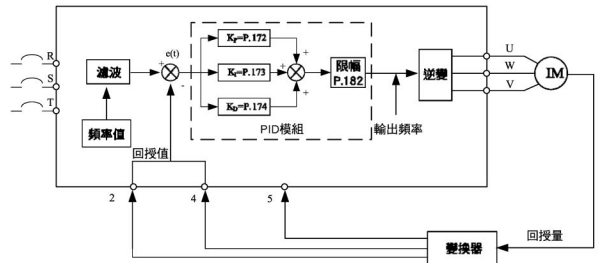 R
S
T
濾波
頻率值
e(t)
+
-
KP=P.172
KI=P.173
KD=P.174
+
+
+
PID模組
限幅
P.182
輸出頻率
逆變
U
W
V
IM
回授值
2
4
5
變換器
回授量